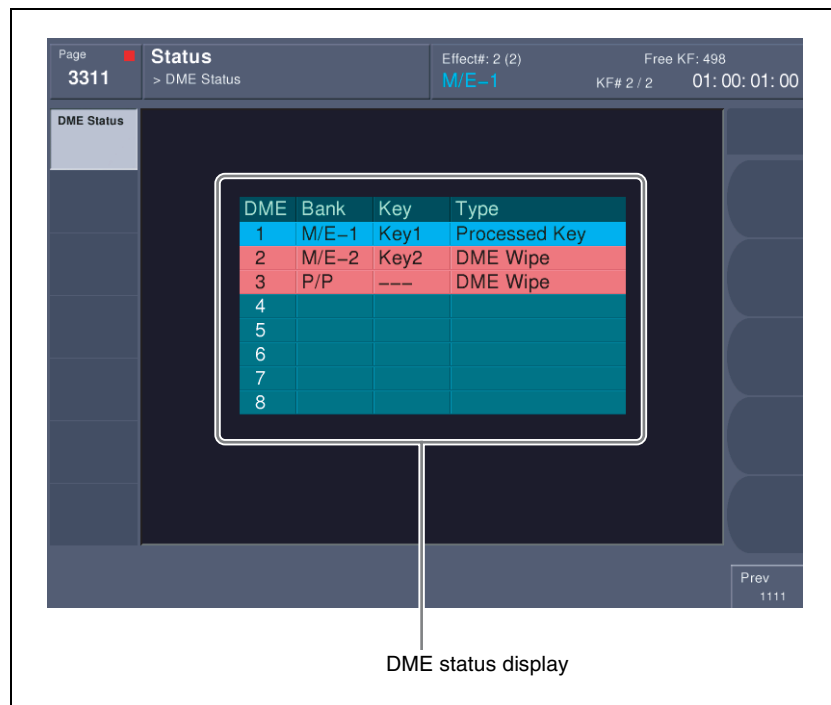 Page
3311
Status
> DME Status
Effect#: 2 (2)
M/E–1
Free KF: 498
KF# 2 / 2
01: 00: 01: 00
DME Status
DME Bank Key Type
1 M/E–1 Key1 Processed Key
2 M/E–2 Key2 DME Wipe
3 P/P ––– DME Wipe
4
5
6
7
8
Prev
1111
DME status display